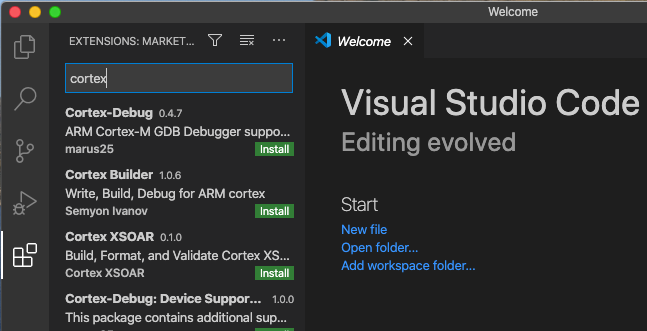 Welcome
EXTENSIONS: MARKET...
Welcome
cortex
Cortex-Debug 0.4.7
ARM Cortex-M GDB Debugger suppo...
marus25 Install
Cortex Builder 1.0.6
Write, Build, Debug for ARM cortex
Semyon Ivanov Install
Cortex XSOAR 0.1.0
Build, Format, and Validate Cortex XS...
Cortex XSOAR Install
Cortex-Debug: Device Suppor... 1.0.0
This package contains additional sup...
Visual Studio Code
Editing evolved
Start
New file
Open folder...
Add workspace folder...